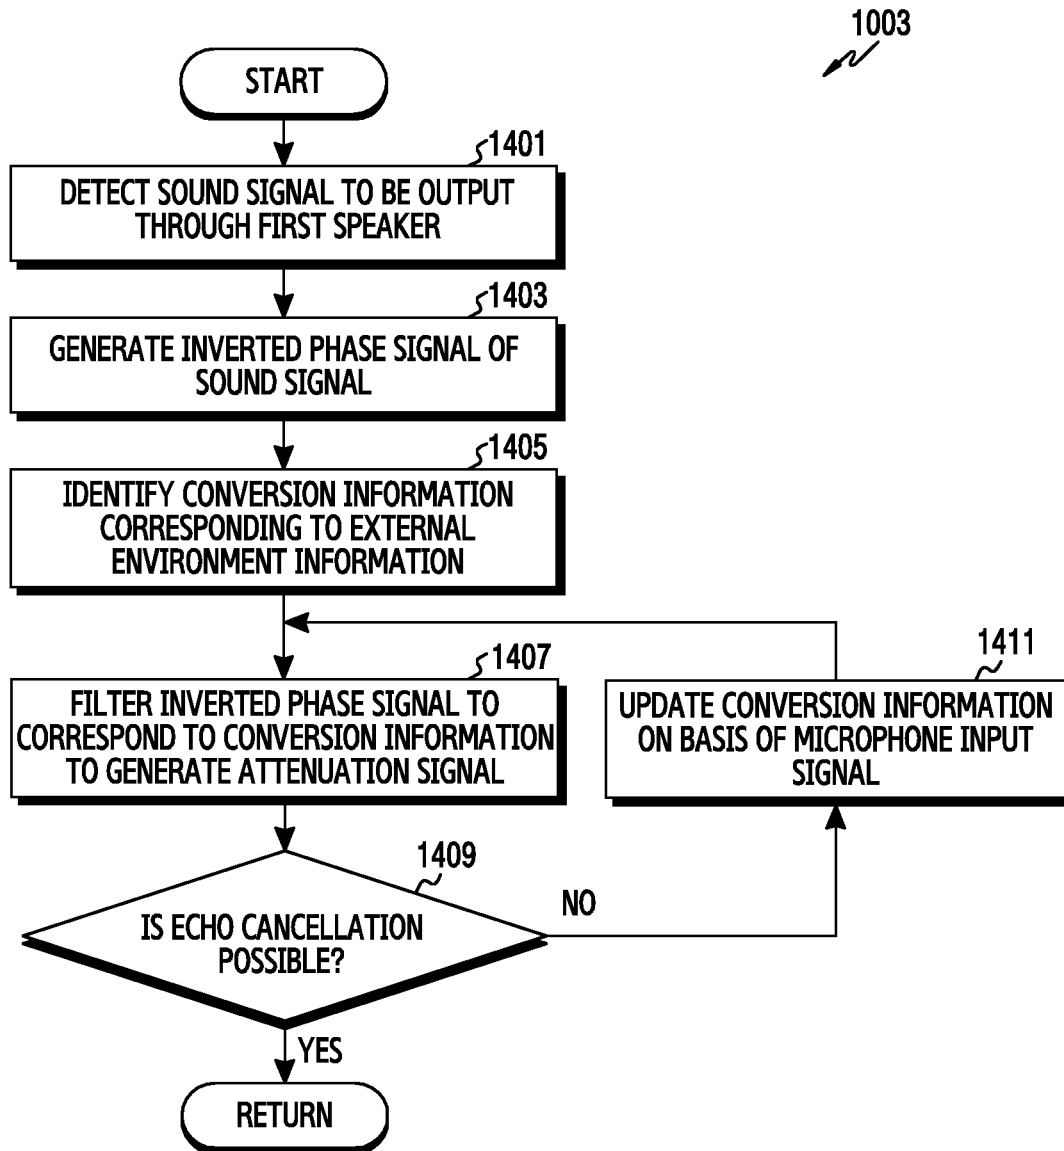 1003
START
1401
DETECT SOUND SIGNAL TO BE OUTPUT
THROUGH FIRST SPEAKER
1403
GENERATE INVERTED PHASE SIGNAL OF
SOUND SIGNAL
1405
IDENTIFY CONVERSION INFORMATION
CORRESPONDING TO EXTERNAL
ENVIRONMENT INFORMATION
1407
FILTER INVERTED PHASE SIGNAL TO
CORRESPOND TO CONVERSION INFORMATION
TO GENERATE ATTENUATION SIGNAL
1411
UPDATE CONVERSION INFORMATION
ON BASIS OF MICROPHONE INPUT
SIGNAL
1409
IS ECHO CANCELLATION
POSSIBLE?
NO
YES
RETURN